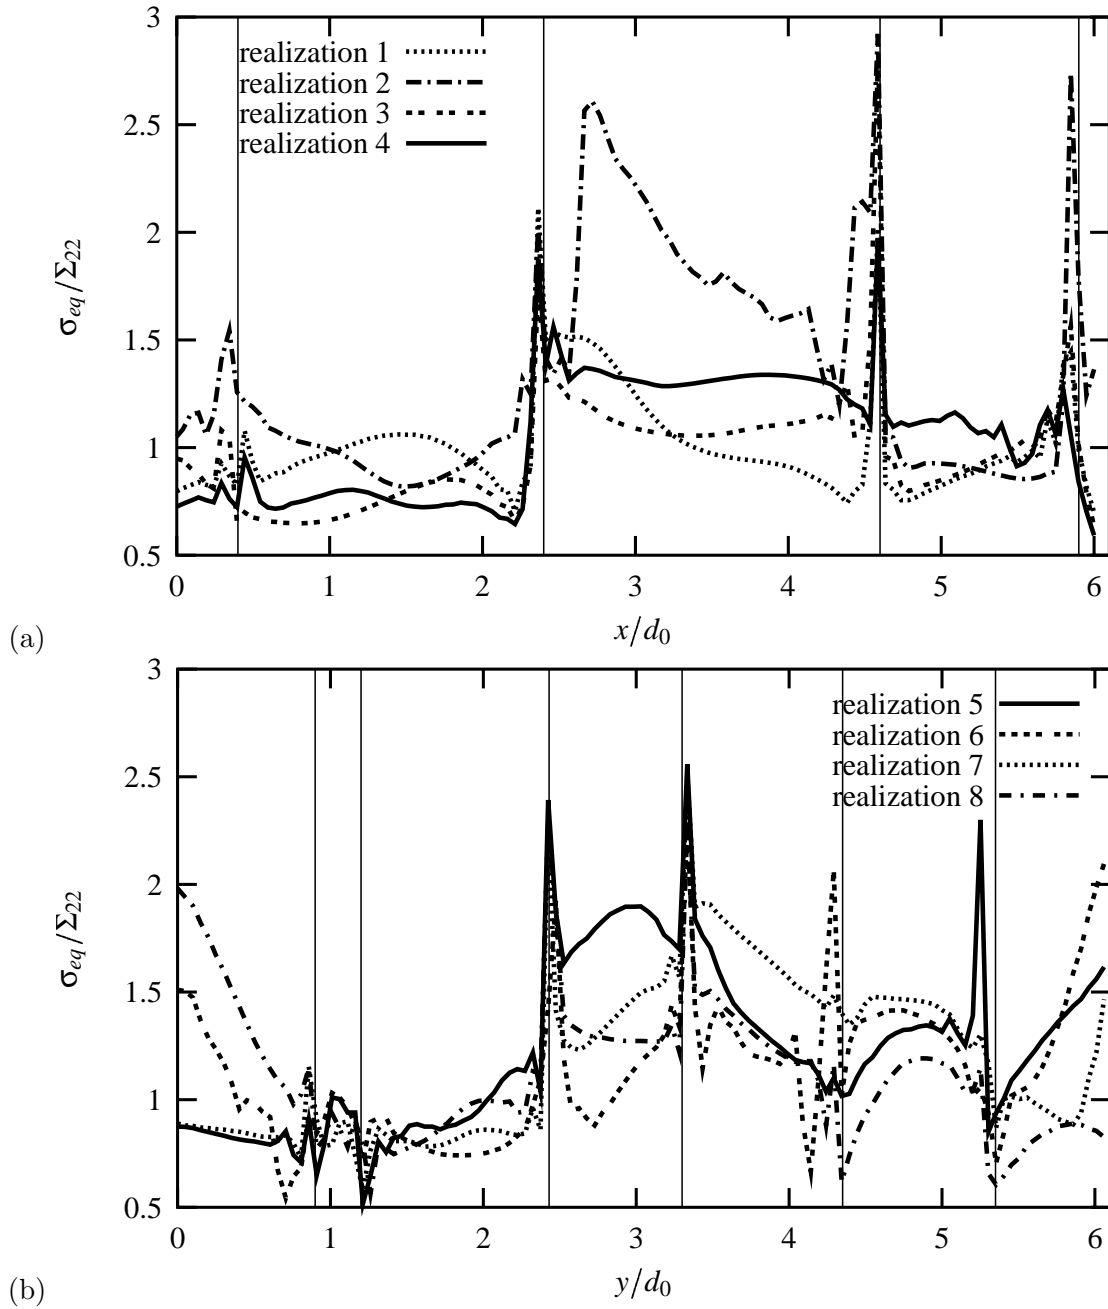 3
2.5
2
1.5
1
0.5
σeq/Σ22
realization 1
realization 2
realization 3
realization 4
0 1 2 3 4 5 6
x/d0
(a)
3
2.5
2
1.5
1
0.5
σeq/Σ22
realization 5
realization 6
realization 7
realization 8
0 1 2 3 4 5 6
y/d0
(b)